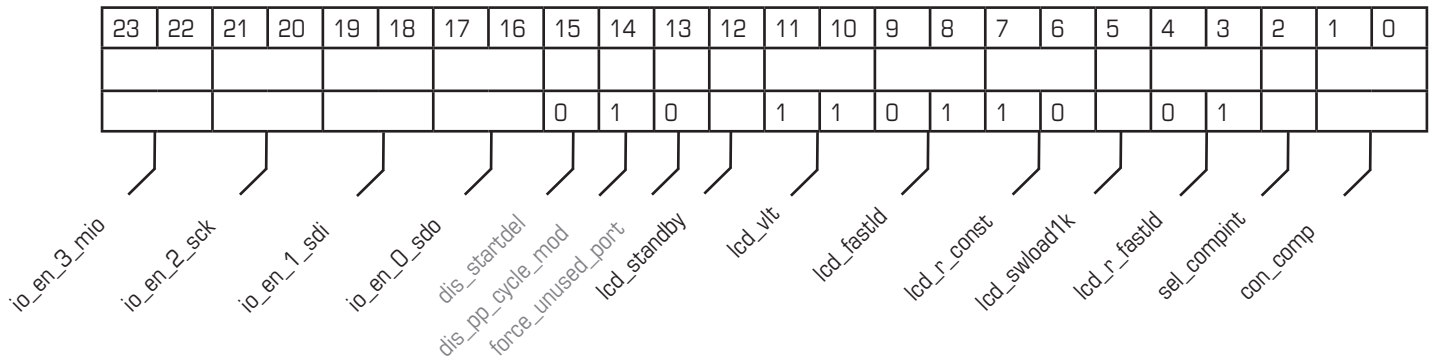 23 22 21 20 19 18 17 16 15 14 13 12 11 10 9 8 7 6 5 4 3 2 1 0
0 1 0 1 1 0 1 1 0 0 1
io_en_3_mio
io_en_2_sck
io_en_1_sdi
io_en_0_sdo
dis_startdel
dis_pp_cycle_mod
force_unused_port
lcd_standby
lcd_vlt
lcd_fastld
lcd_r_const
lcd_swload1k
lcd_r_fastld
sel_compint
con_comp